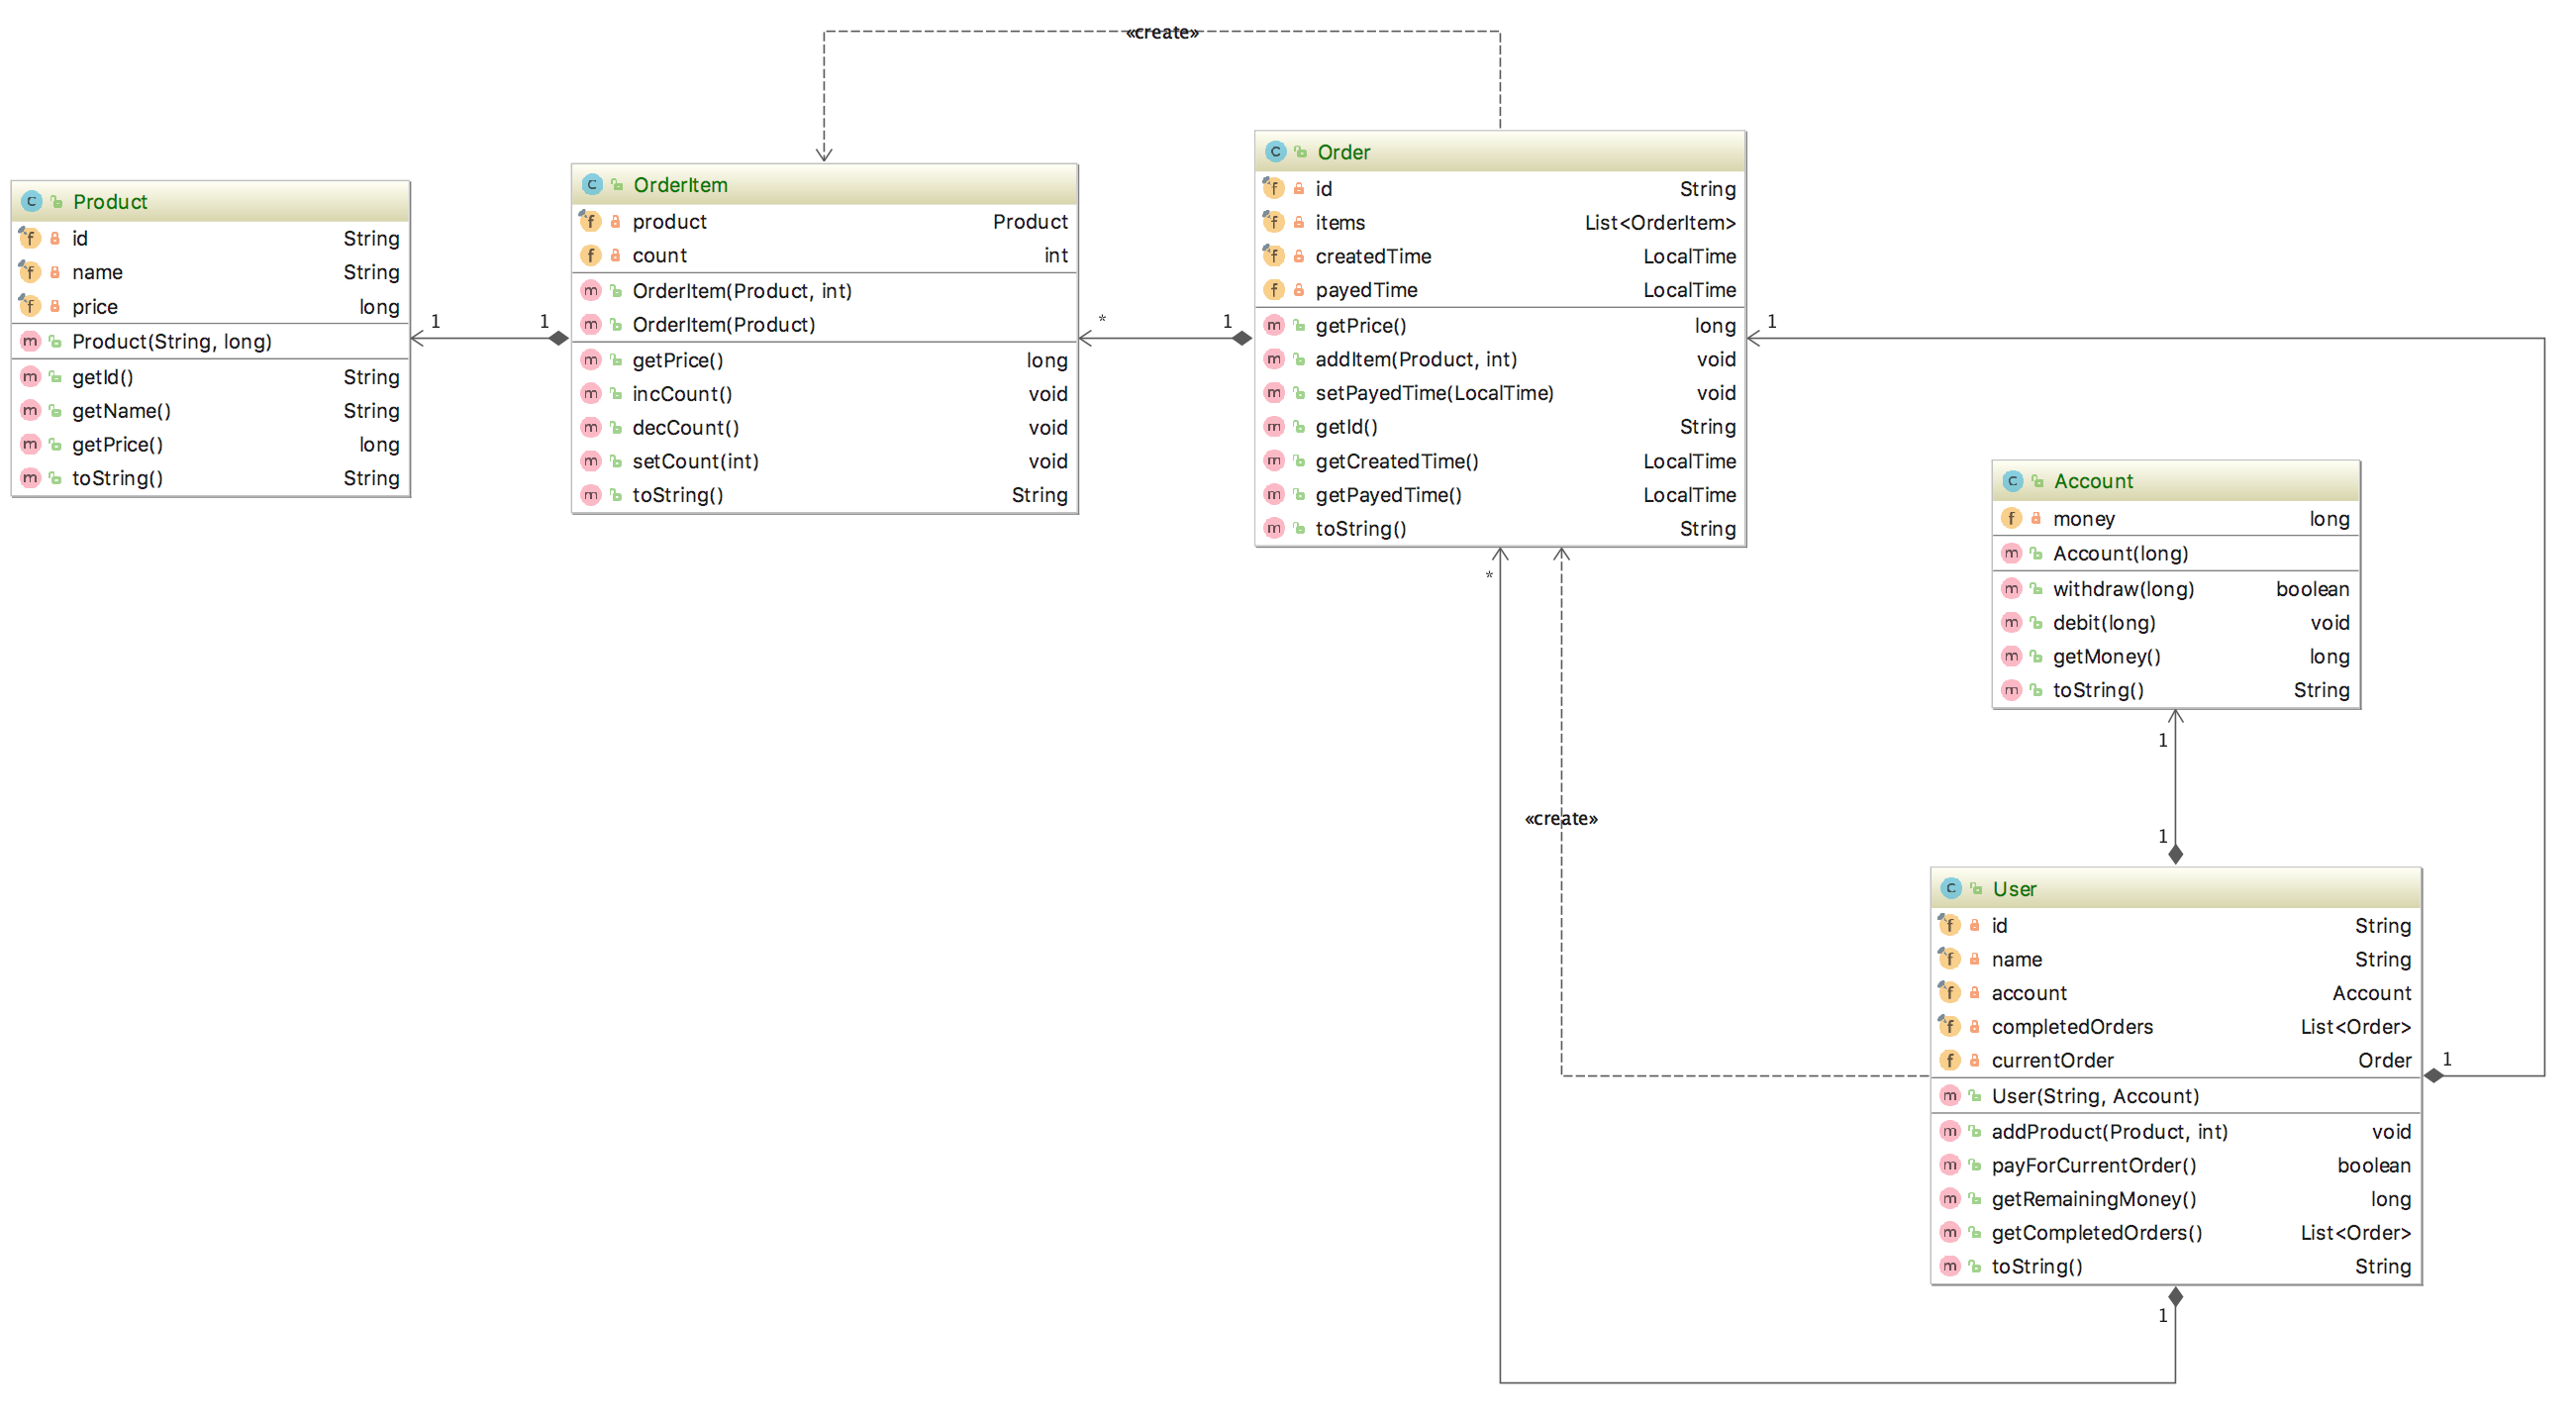 «create»
Product
id String
name String
price long
Product(String, long)
getId() String
getName() String
getPrice() long
toString() String
1 1
OrderItem
product Product
count int
OrderItem(Product, int)
OrderItem(Product)
getPrice() long
incCount() void
decCount() void
setCount(int) void
toString() String
* 1
Order
id String
items List<OrderItem>
createdTime LocalTime
payedTime LocalTime
getPrice() long
addItem(Product, int) void
setPayedTime(LocalTime) void
getId() String
getCreatedTime() LocalTime
getPayedTime() LocalTime
toString() String
1
*
«create»
Account
money long
Account(long)
withdraw(long) boolean
debit(long) void
getMoney() long
toString() String
1
1
User
id String
name String
account Account
completedOrders List<Order>
currentOrder Order
1
User(String, Account)
addProduct(Product, int) void
payForCurrentOrder() boolean
getRemainingMoney() long
getCompletedOrders() List<Order>
toString() String
1